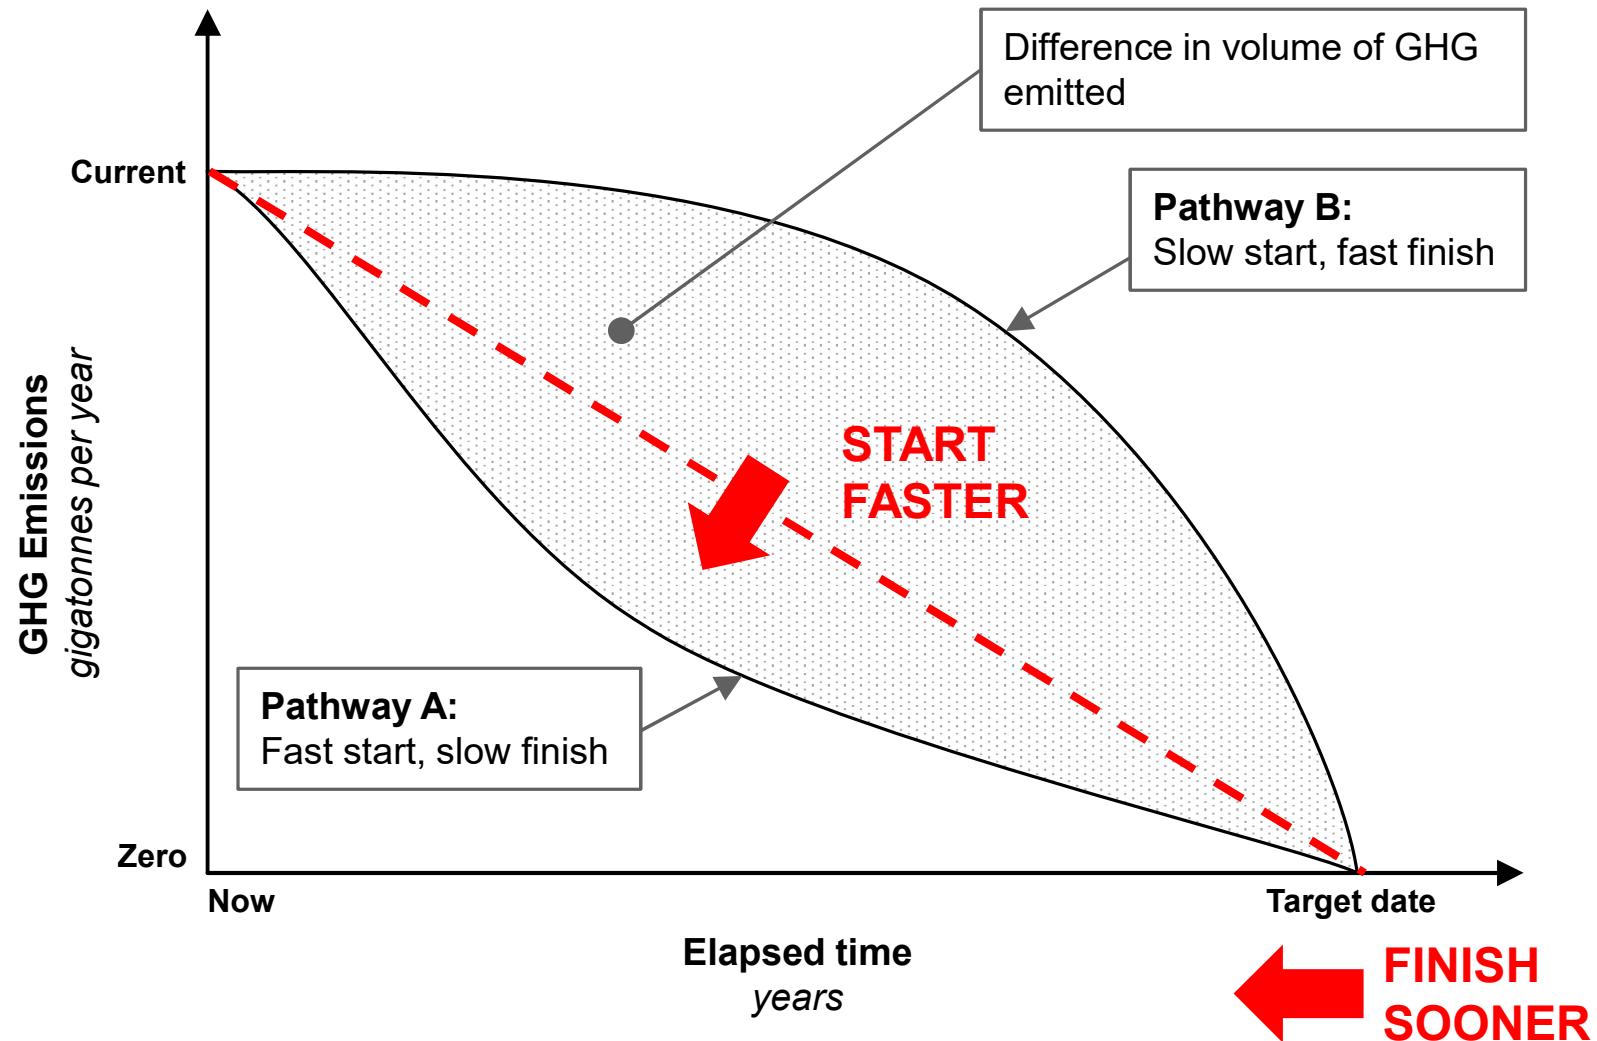 Difference in volume of GHG
emitted
Current
Pathway B:
Slow start, fast finish
GHG Emissions
gigatonnes per year
START
FASTER
Pathway A:
Fast start, slow finish
Zero
Now
Target date
Elapsed time
years
FINISH
SOONER